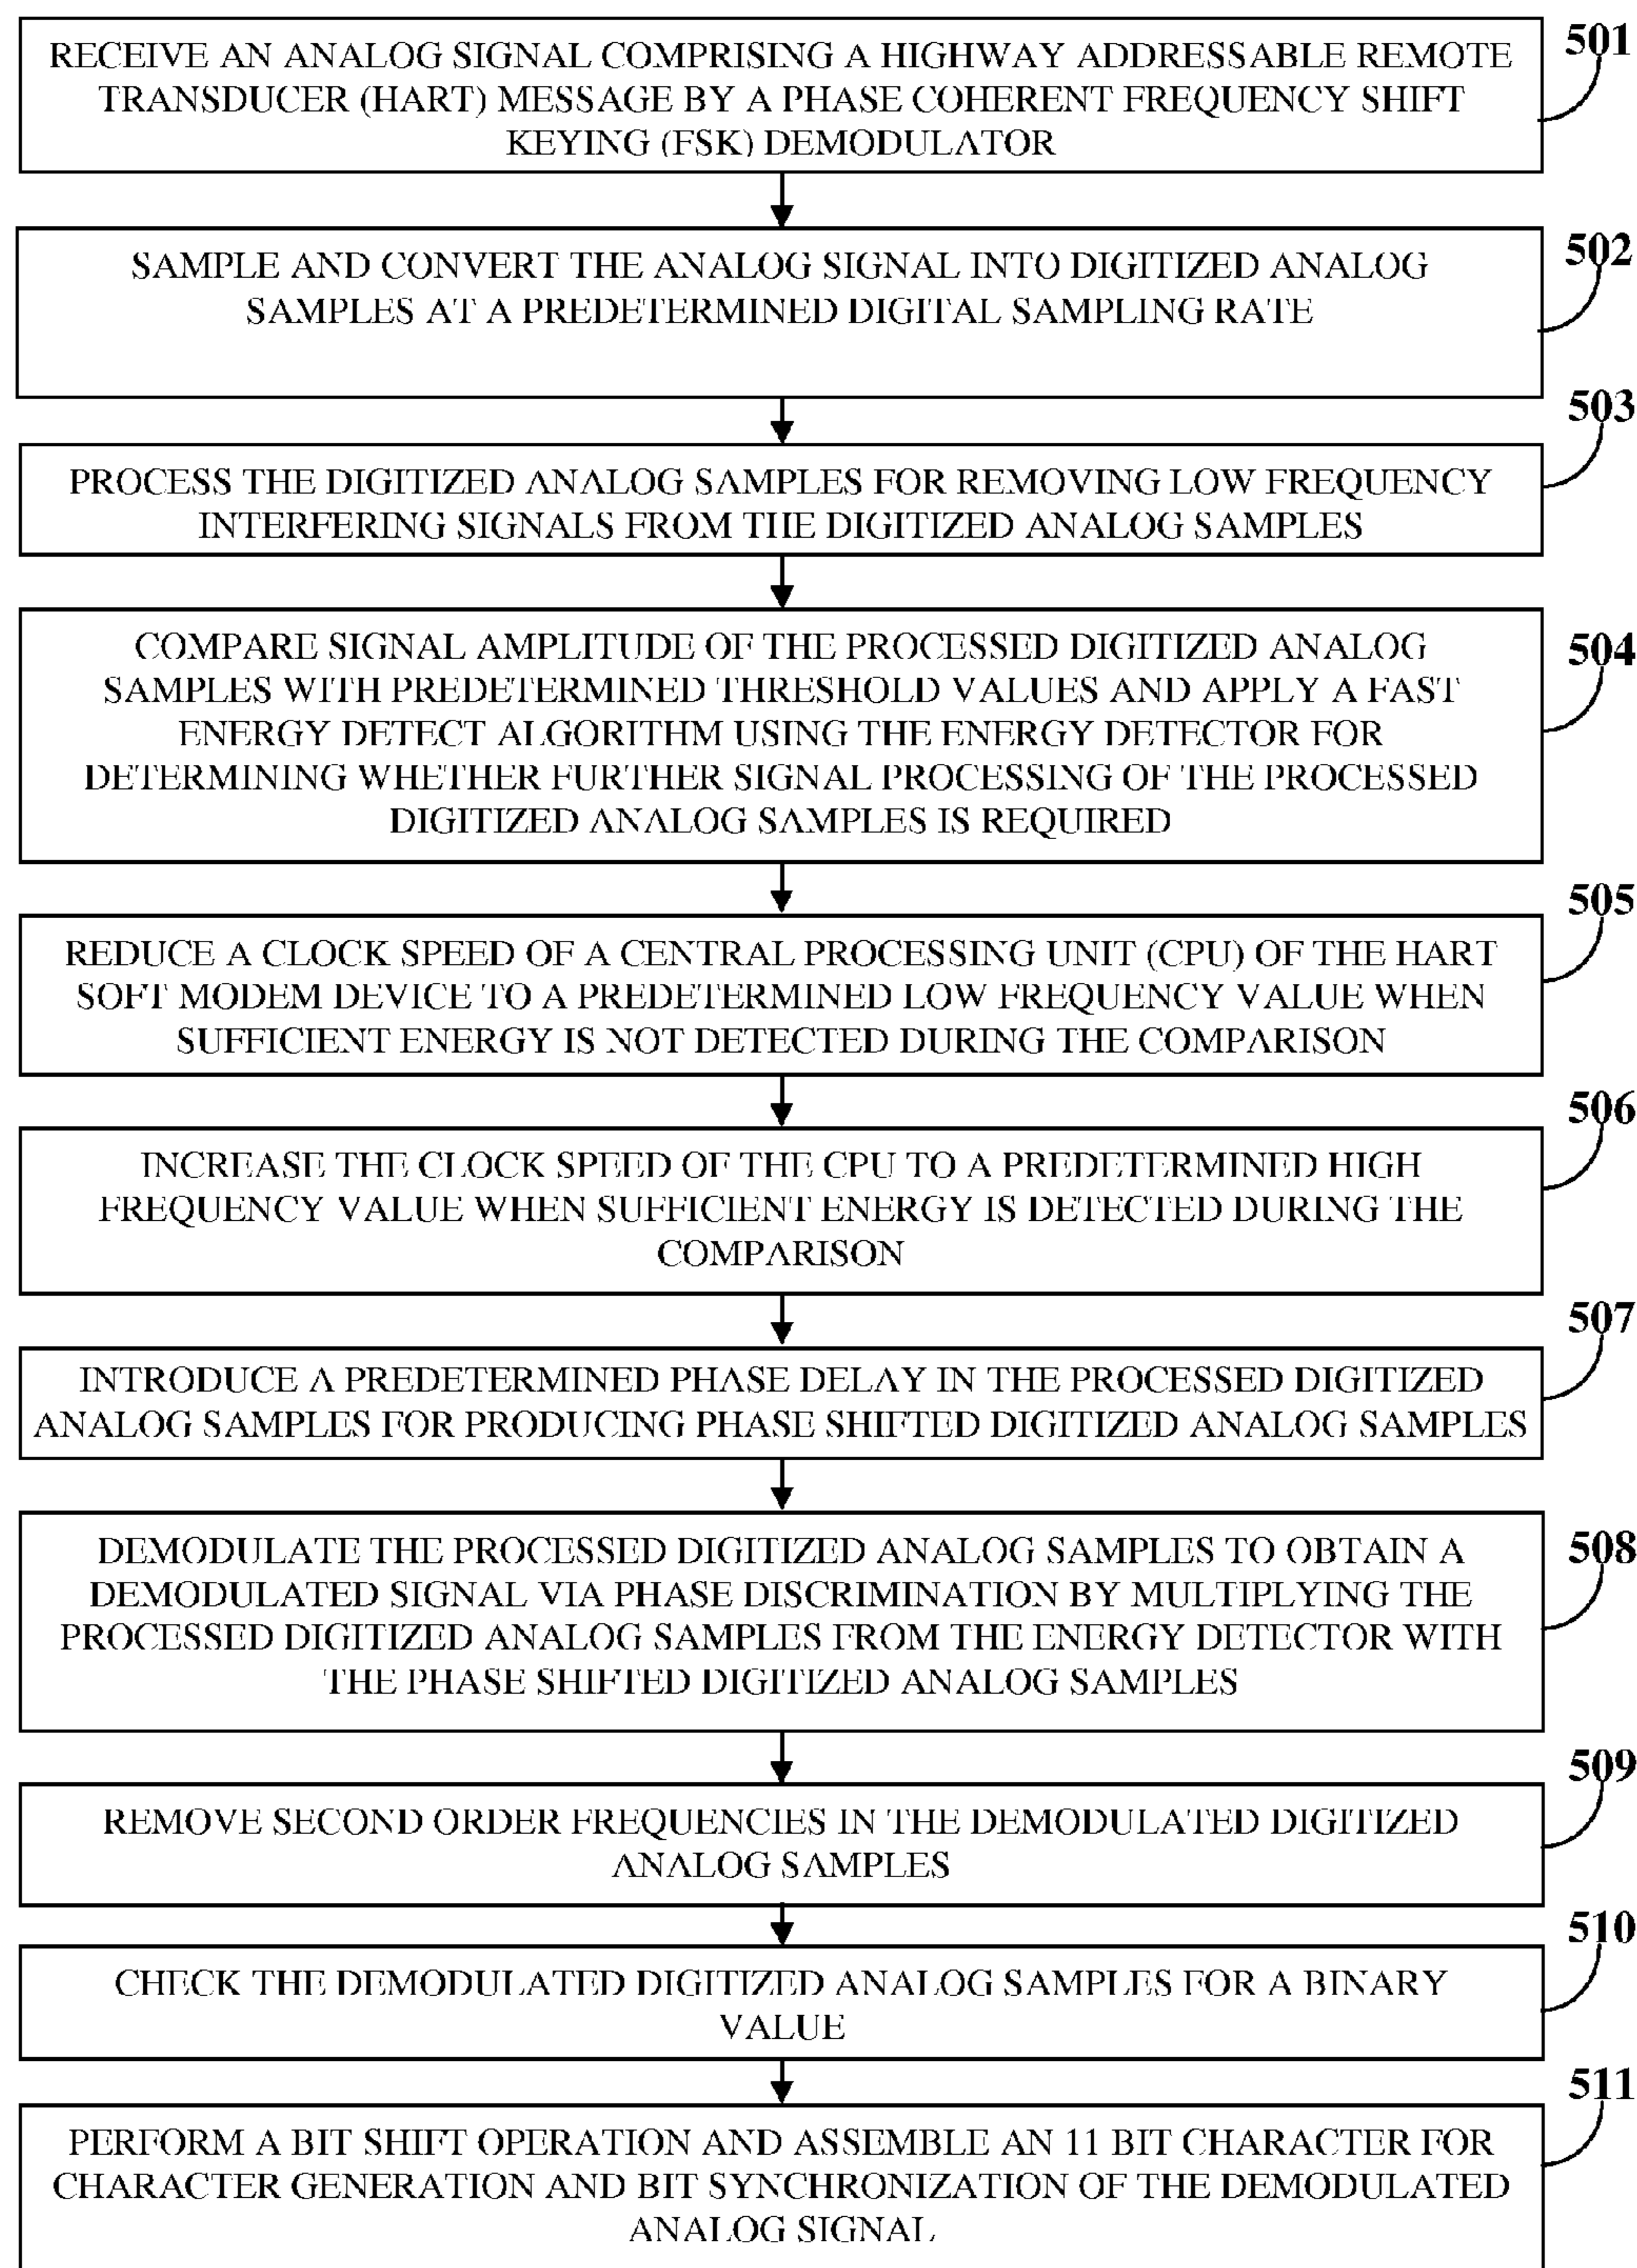 RECEIVE AN ANALOG SIGNAL COMPRISING A HIGHWAY ADDRESSABLE REMOTE
TRANSDUCER (HART) MESSAGE BY A PHASE COHERENT FREQUENCY SHIFT
KEYING (FSK) DEMODULATOR
501
SAMPLE AND CONVERT THE ANALOG SIGNAL INTO DIGITIZED ANALOG
SAMPLES AT A PREDETERMINED DIGITAL SAMPLING RATE
502
PROCESS THE DIGITIZED ANALOG SAMPLES FOR REMOVING LOW FREQUENCY
INTERFERING SIGNALS FROM THE DIGITIZED ANALOG SAMPLES
503
COMPARE SIGNAL AMPLITUDE OF THE PROCESSED DIGITIZED ANALOG
SAMPLES WITH PREDETERMINED THRESHOLD VALUES AND APPLY A FAST
ENERGY DETECT ALGORITHM USING THE ENERGY DETECTOR FOR
DETERMINING WHETHER FURTHER SIGNAL PROCESSING OF THE PROCESSED
DIGITIZED ANALOG SAMPLES IS REQUIRED
504
REDUCE A CLOCK SPEED OF A CENTRAL PROCESSING UNIT (CPU) OF THE HART
SOFT MODEM DEVICE TO A PREDETERMINED LOW FREQUENCY VALUE WHEN
SUFFICIENT ENERGY IS NOT DETECTED DURING THE COMPARISON
505
INCREASE THE CLOCK SPEED OF THE CPU TO A PREDETERMINED HIGH
FREQUENCY VALUE WHEN SUFFICIENT ENERGY IS DETECTED DURING THE
COMPARISON
506
INTRODUCE A PREDETERMINED PHASE DELAY IN THE PROCESSED DIGITIZED
ANALOG SAMPLES FOR PRODUCING PHASE SHIFTED DIGITIZED ANALOG SAMPLES
507
DEMODULATE THE PROCESSED DIGITIZED ANALOG SAMPLES TO OBTAIN A
DEMODULATED SIGNAL VIA PHASE DISCRIMINATION BY MULTIPLYING THE
PROCESSED DIGITIZED ANALOG SAMPLES FROM THE ENERGY DETECTOR WITH
THE PHASE SHIFTED DIGITIZED ANALOG SAMPLES
508
REMOVE SECOND ORDER FREQUENCIES IN THE DEMODULATED DIGITIZED
ANALOG SAMPLES
509
CHECK THE DEMODULATED DIGITIZED ANALOG SAMPLES FOR A BINARY
VALUE
510
PERFORM A BIT SHIFT OPERATION AND ASSEMBLE AN 11 BIT CHARACTER FOR
CHARACTER GENERATION AND BIT SYNCHRONIZATION OF THE DEMODULATED
ANALOG SIGNAL
511